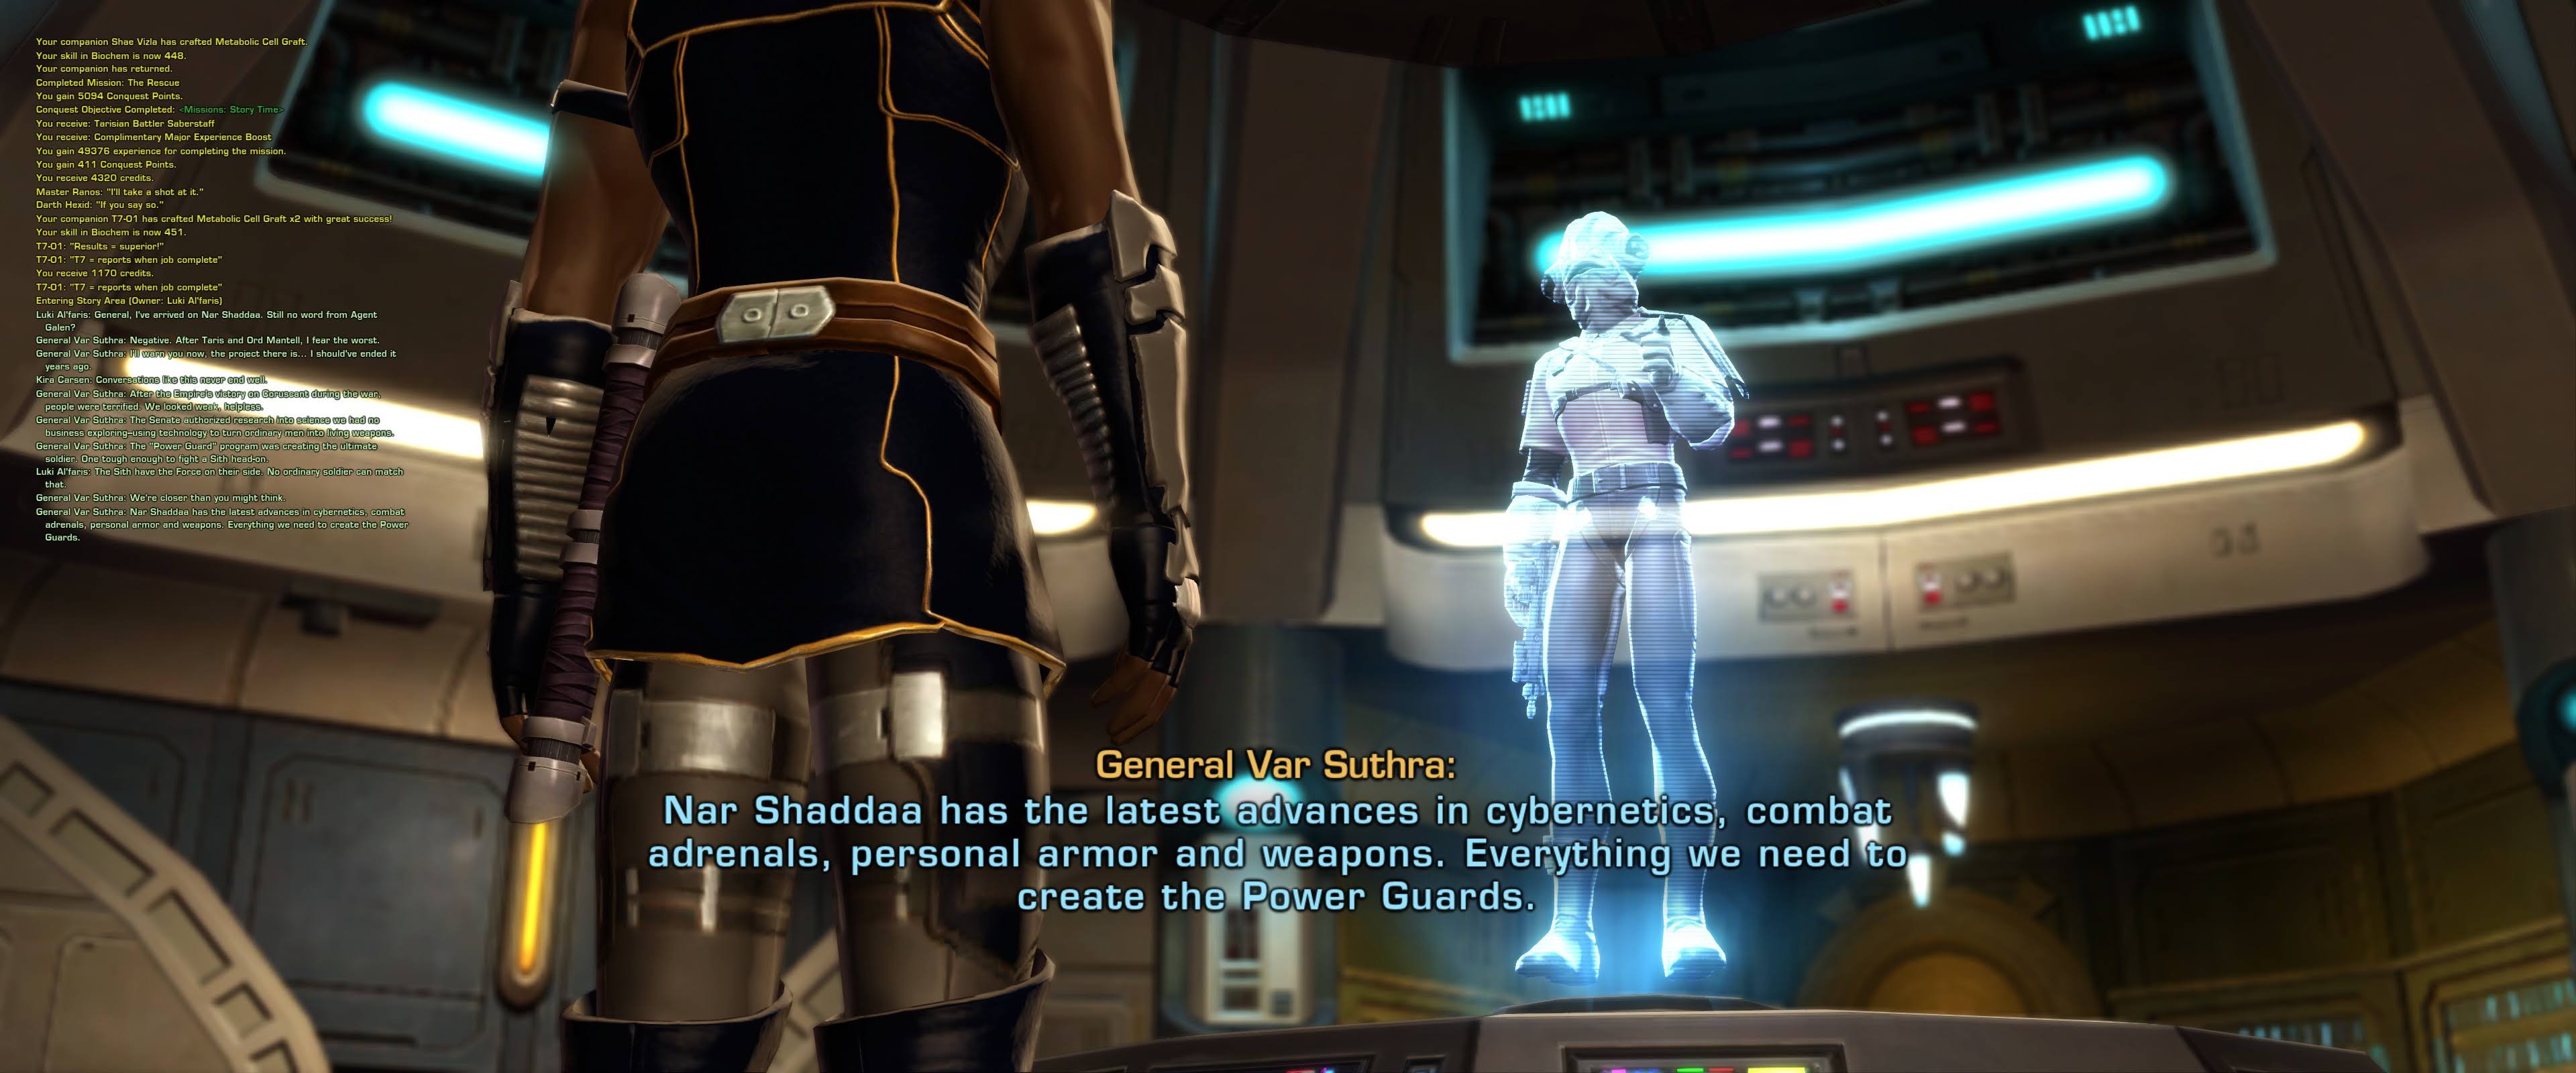 Your companion Shae Vizla has crafted Metabolic Cell Graft.
Your skill in Biochem is now 448.
Your companion has returned.
Completed Mission: The Rescue
You gain 5094 Conquest Points.
Conquest Objective Completed: <Missions: Story Time>
You receive: Tarisian Battler Saberstaff
You receive: Complimentary Major Experience Boost
You gain 49376 experience for completing the mission.
You gain 411 Conquest Points.
You receive 4320 credits.
Master Ranos: "I'll take a shot at it."
Darth Hexid: "If you say so."
Your companion T7-01 has crafted Metabolic Cell Graft x2 with great success!
Your skill in Biochem is now 451.
T7-01: "Results = superior!"
T7-01: "T7 = reports when job complete"
You receive 1170 credits.
T7-01: "T7 = reports when job complete"
Entering Story Area (Owner: Luki Al'faris)
Luki Al'faris: General, I've arrived on Nar Shaddaa. Still no word from Agent
Galen?
General Var Suthra: Negative. After Taris and Ord Mantell, I fear the worst.
General Var Suthra: I'll warn you now, the project there is... I should've ended it
years ago.
Kira Carsen: Conversations like this never end well.
General Var Suthra: After the Empire's victory on Coruscant during the war,
people were terrified. We looked weak, helpless.
General Var Suthra: The Senate authorized research into science we had no
business exploring–using technology to turn ordinary men into living weapons.
General Var Suthra: The "Power Guard" program was creating the ultimate
soldier. One tough enough to fight a Sith head-on.
Luki Al'faris: The Sith have the Force on their side. No ordinary soldier can match
that.
General Var Suthra: We're closer than you might think.
General Var Suthra: Nar Shaddaa has the latest advances in cybernetics, combat
adrenals, personal armor and weapons. Everything we need to create the Power
Guards.
General Var Suthra:
Nar Shaddaa has the latest advances in cybernetics, combat
adrenals, personal armor and weapons. Everything we need to
create the Power Guards.